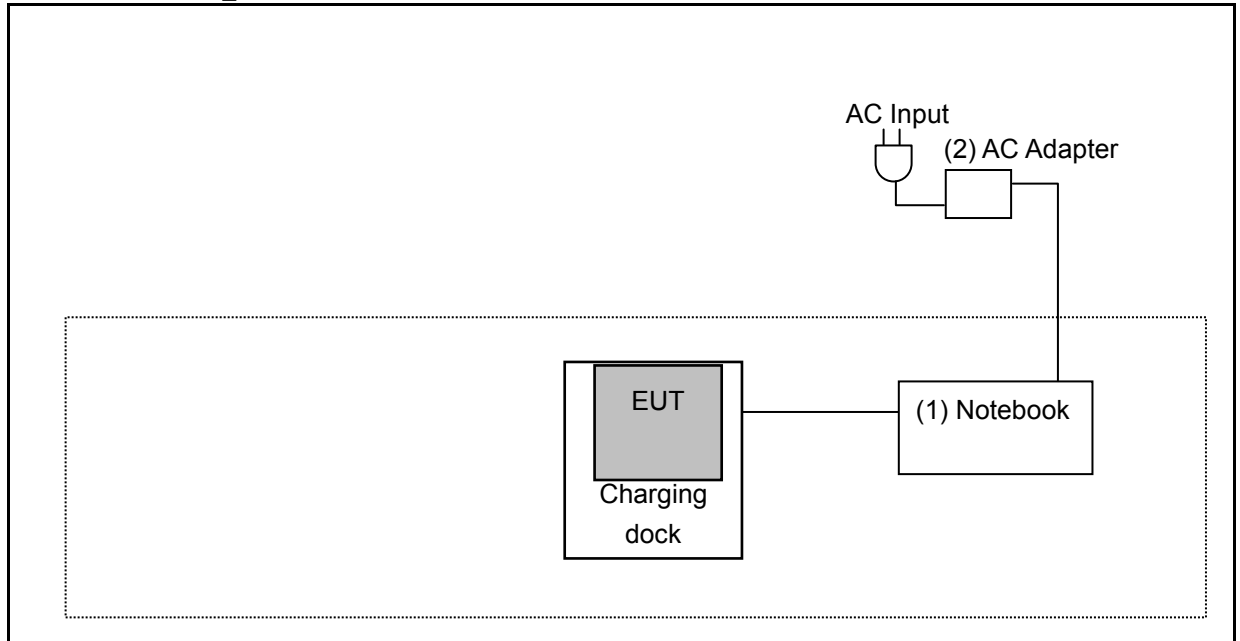 AC Input
(2) AC Adapter
EUT
(1) Notebook
Charging
dock